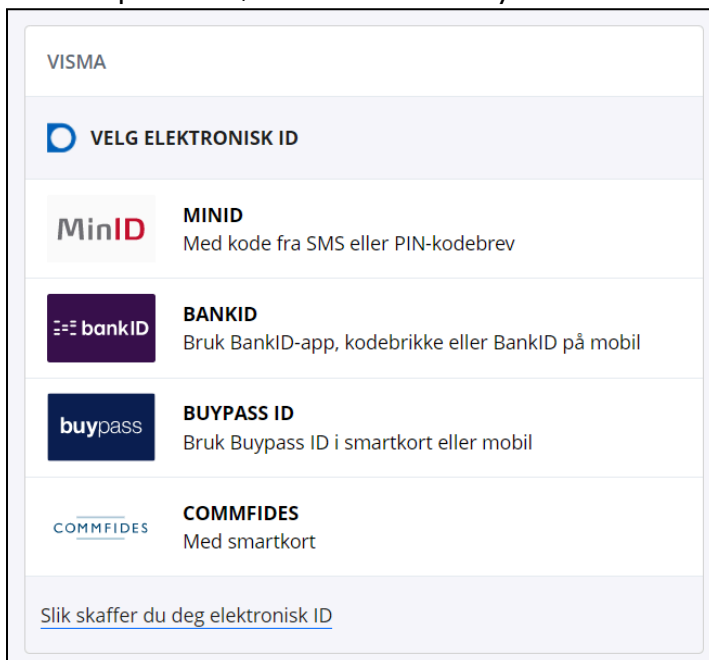 VISMA
VELG ELEKTRONISK ID
MinID
MINID
Med kode fra SMS eller PIN-kodebrev
bankID
BANKID
Bruk BankID-app, kodebrikke eller BankID på mobil
buypass
BUYPASS ID
Bruk Buypass ID i smartkort eller mobil
COMMFIDES
COMMFIDES
Med smartkort
Slik skaffer du deg elektronisk ID